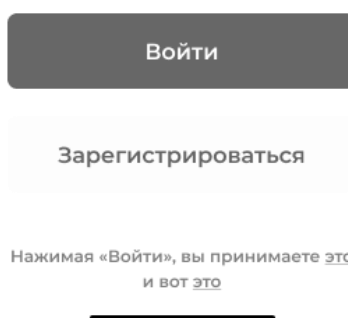 Войти
Зарегистрироваться
Нажимая «Войти», вы принимаете это
и вот это